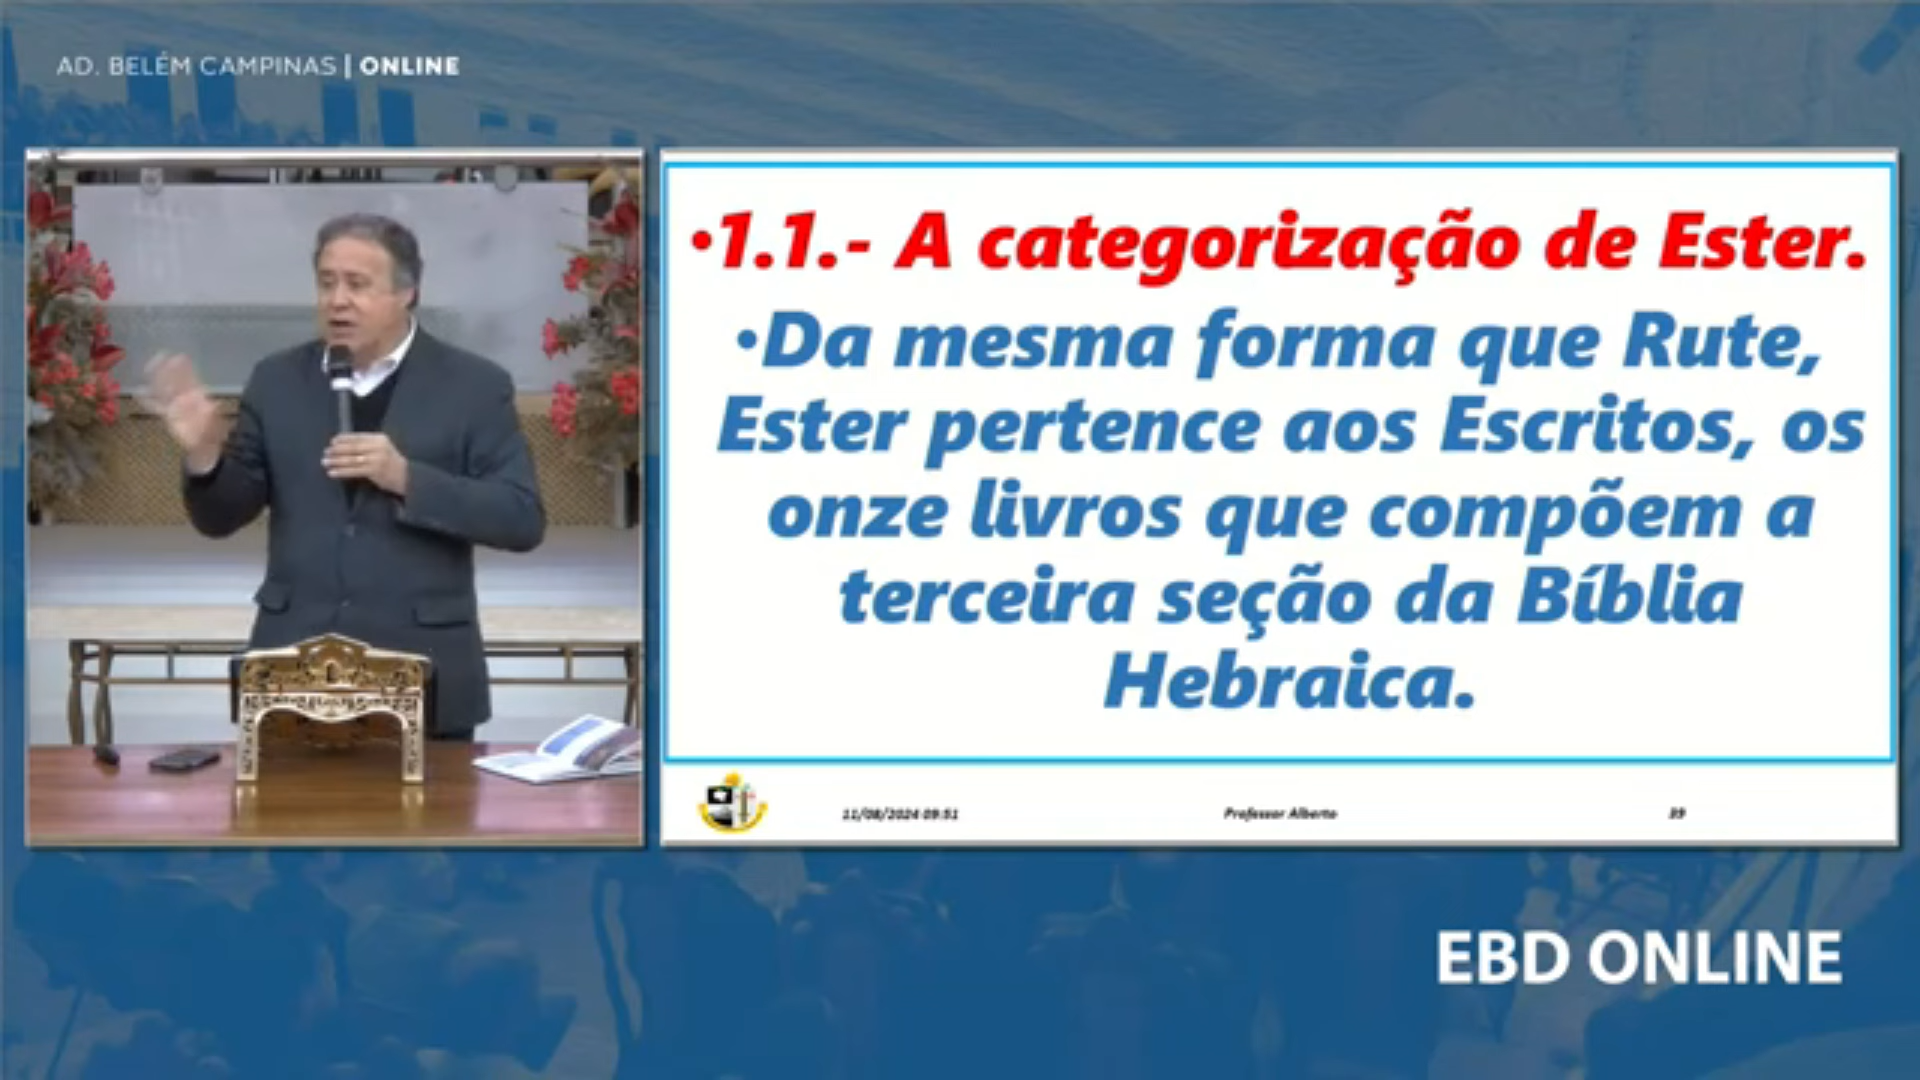 AD. BELÉM CAMPINAS | ONLINE
•1.1.- A categorização de Ester.
•Da mesma forma que Rute,
Ester pertence aos Escritos, os
onze livros que compõem a
terceira seção da Bíblia
Hebraica.
11/08/2024 09:51
Professor Alberto
39
EBD ONLINE